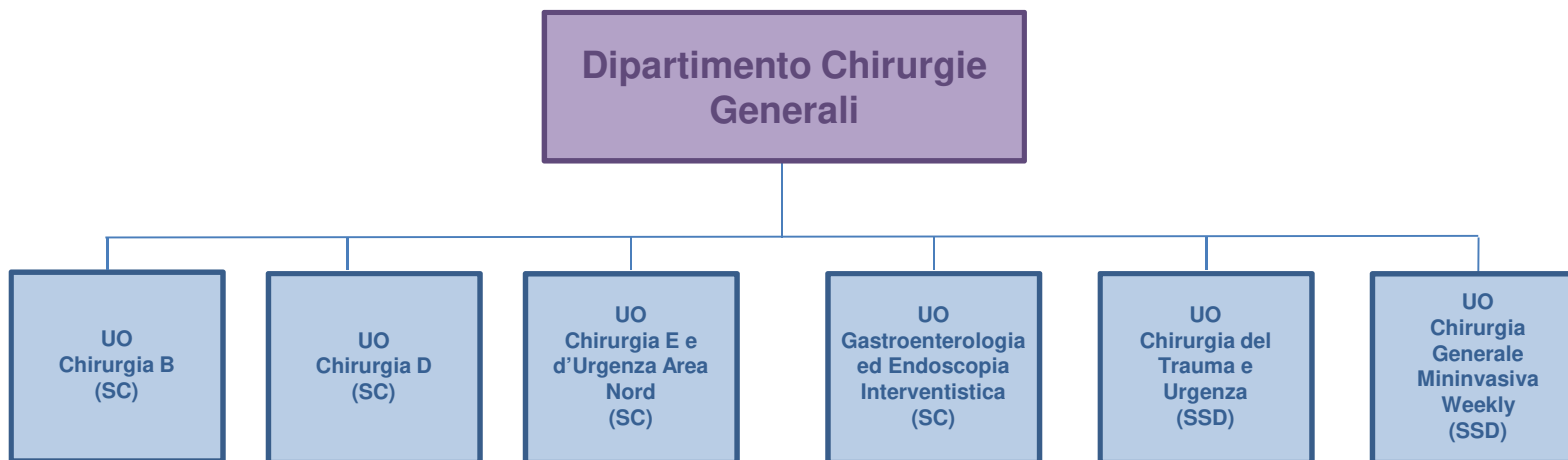 Dipartimento Chirurgie
Generali
UO
Chirurgia B
(SC)
UO
Chirurgia D
(SC)
UO
Chirurgia E e
d’Urgenza Area
Nord
(SC)
UO
Gastroenterologia
ed Endoscopia
Interventistica
(SC)
UO
Chirurgia del
Trauma e
Urgenza
(SSD)
UO
Chirurgia
Generale
Mininvasiva
Weekly
(SSD)